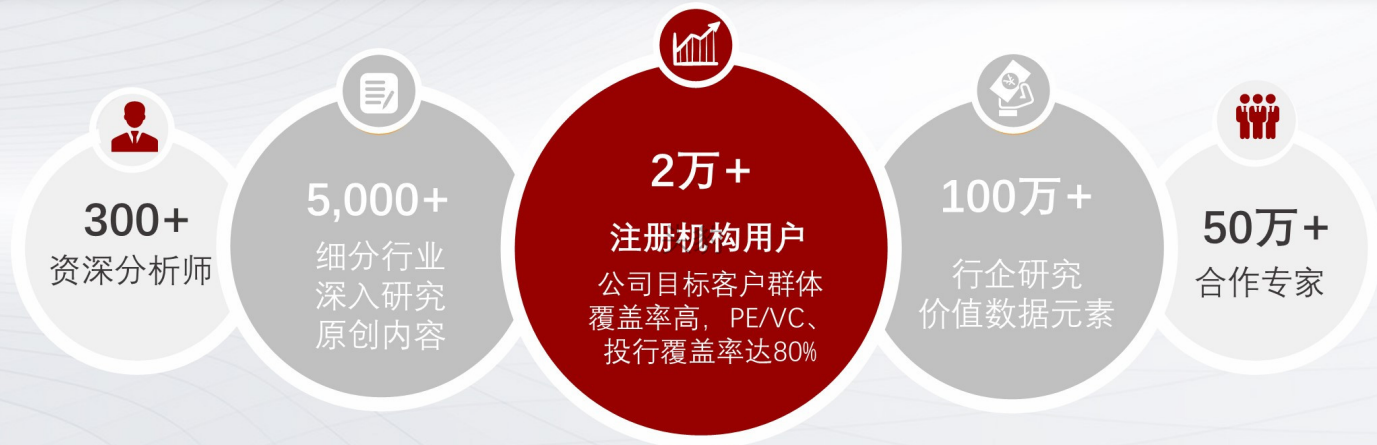 300+
资深分析师
5,000+
细分行业
深入研究
原创内容
2万+
注册机构用户
公司目标客户群体
覆盖率高，PE/VC、
投行覆盖率达80%
100万+
行企研究
价值数据元素
50万+
合作专家